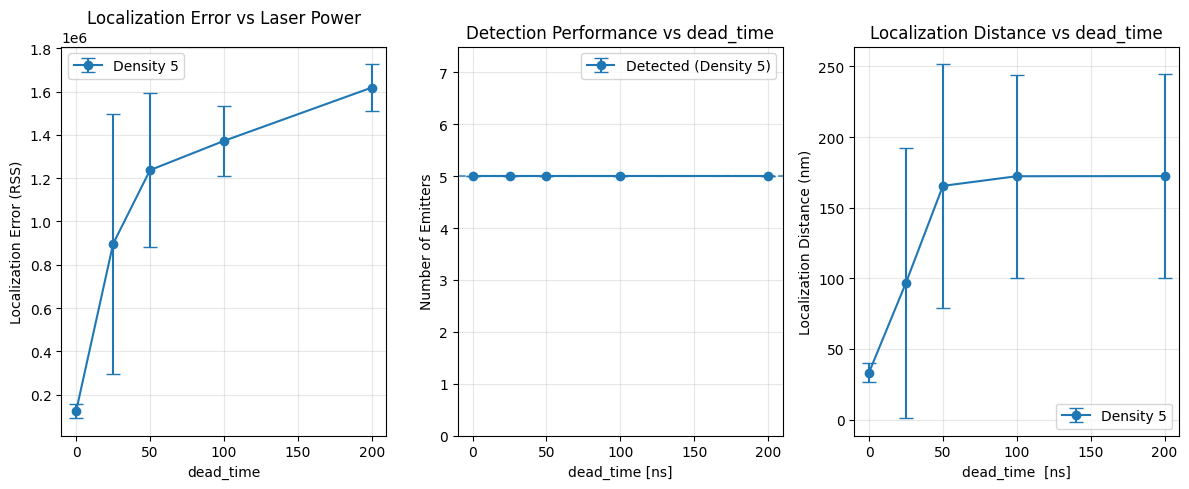 Localization Error vs Laser Power
1e6
Density 5
1.8
1.6
1.4
1.2
1.0
0.8
0.6
0.4
0.2
Localization Error (RSS)
0 50 100 150 200
dead_time
Detection Performance vs dead_time
Detected (Density 5)
7
6
5
4
3
2
1
0
Number of Emitters
0 50 100 150 200
dead_time [ns]
Localization Distance vs dead_time
250
200
150
100
50
0
Localization Distance (nm)
Density 5
0 50 100 150 200
dead_time  [ns]